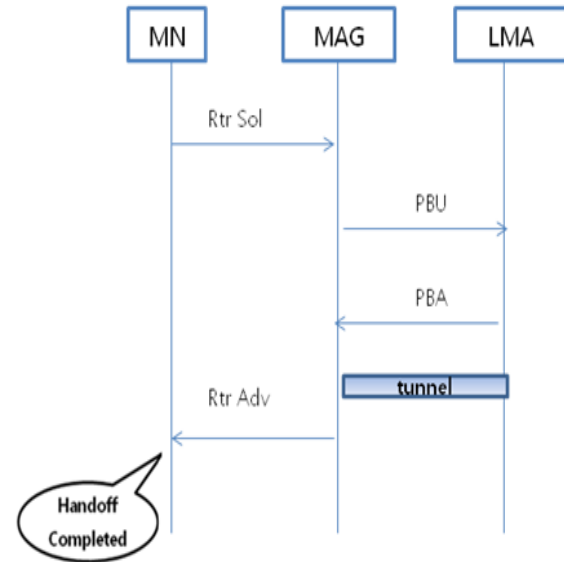 MN
MAG
LMA
Rtr Sol
PBU
PBA
tunnel
Rtr Adv
Handoff
Completed